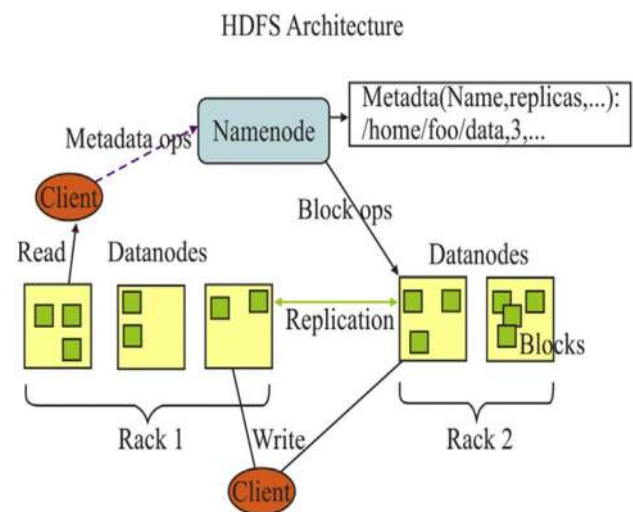 HDFS Architecture
Metadta(Name,replicas,...):
/home/foo/data,3,...
Namenode
Metadata ops
Client
Block ops
Read
Datanodes
Datanodes
Replication
Blocks
Rack 1
Write
Rack 2
Client